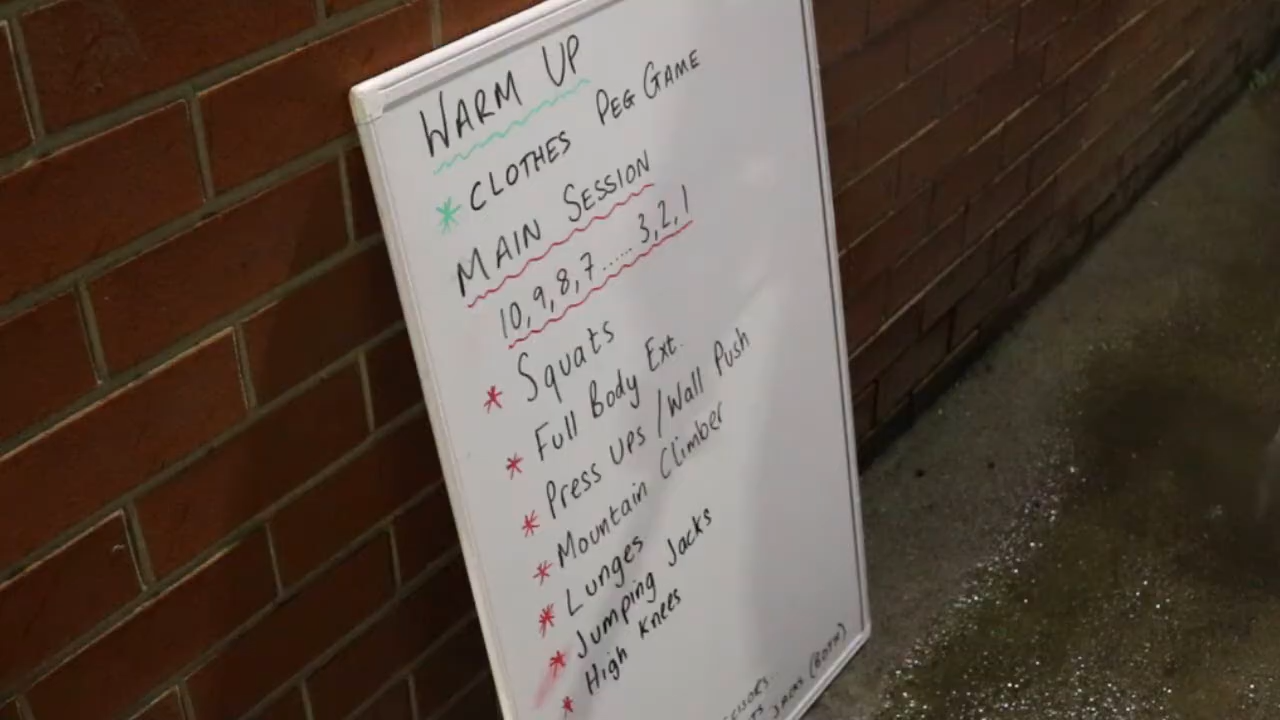 WARM UP
* CLOTHES PEG GAME
MAIN SESSION
10, 9, 8, 7...... 3, 2, 1
* Squats
* Full Body Ext.
* Press Ups / Wall Push
* Mountain Climber
* Lunges
* Jumping Jacks
* High Knees
JACKS (BOTH)